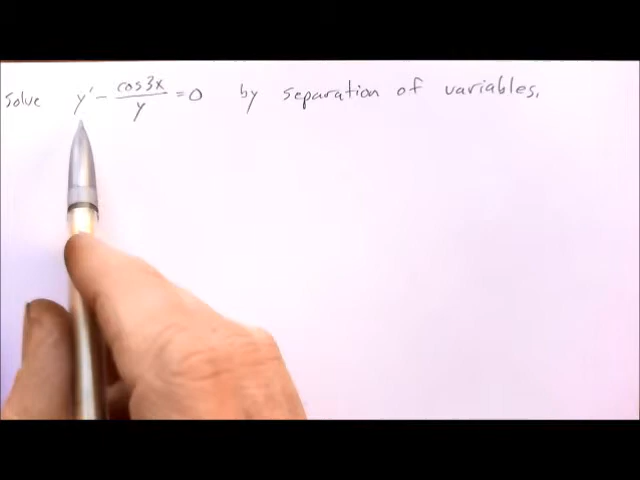 Solve y' - cos3x/y = 0 by separation of variables.